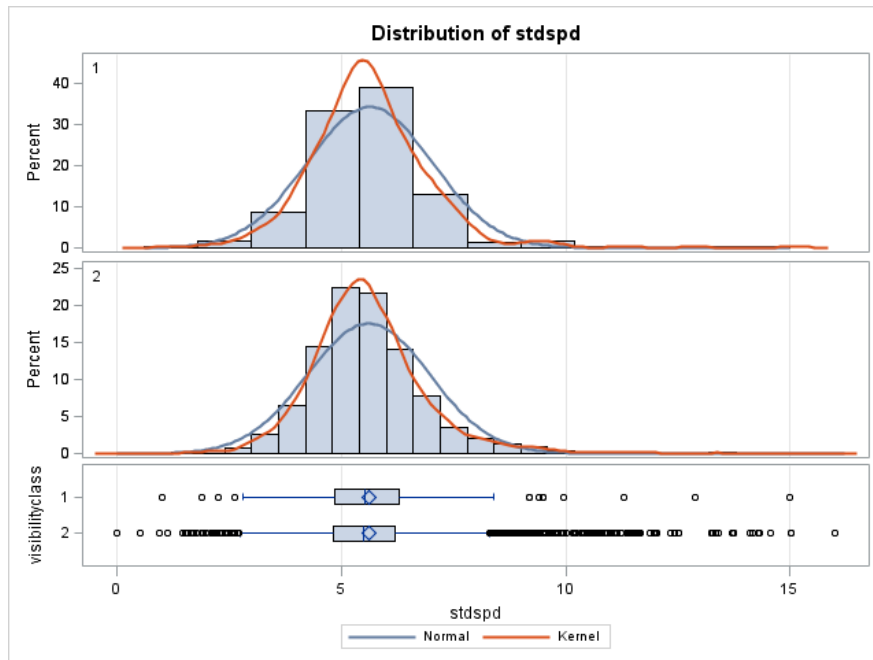 Distribution of stdspd
1
40
30
20
10
0
Percent
2
25
20
15
10
5
0
Percent
1
2
visibilityclass
0 5 10 15
stdspd
Normal Kernel